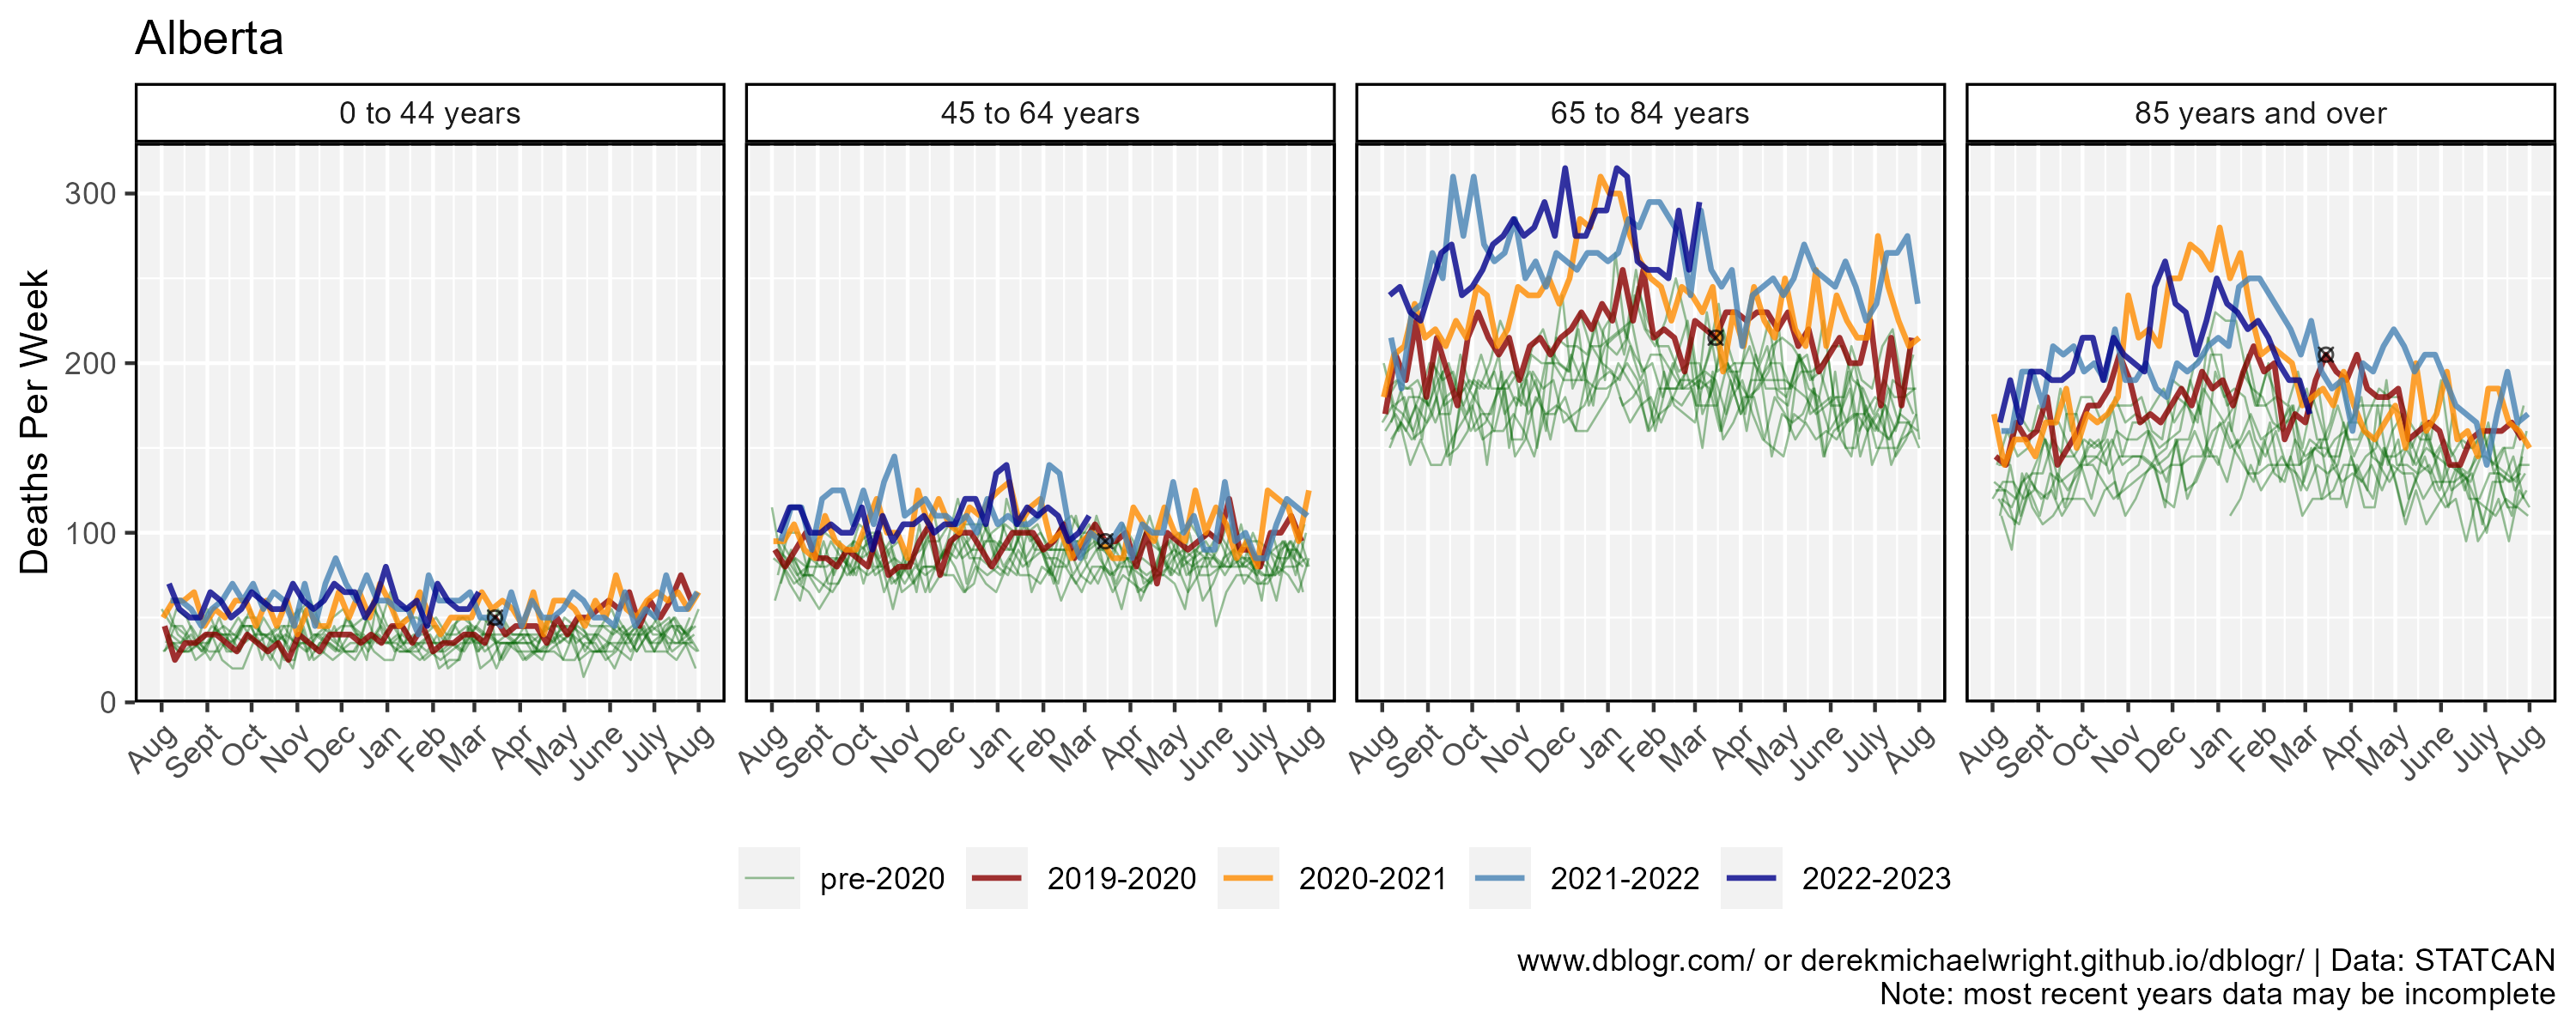 Alberta
0 to 44 years
45 to 64 years
65 to 84 years
85 years and over
Deaths Per Week
300
200
100
0
Aug Sept Oct Nov Dec Jan Feb Mar Apr May June July Aug
Aug Sept Oct Nov Dec Jan Feb Mar Apr May June July Aug
Aug Sept Oct Nov Dec Jan Feb Mar Apr May June July Aug
Aug Sept Oct Nov Dec Jan Feb Mar Apr May June July Aug
pre-2020 2019-2020 2020-2021 2021-2022 2022-2023
www.dblogr.com/ or derekmichaelwright.github.io/dblogr/ | Data: STATCAN
Note: most recent years data may be incomplete